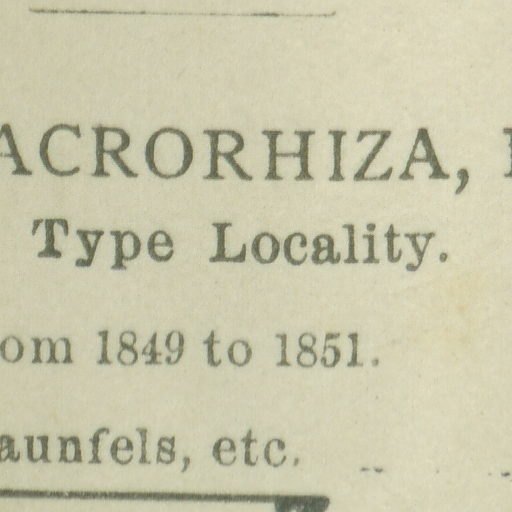 ACRORHIZA,
Type Locality.
om 1849 to 1851.
aunfels, etc.